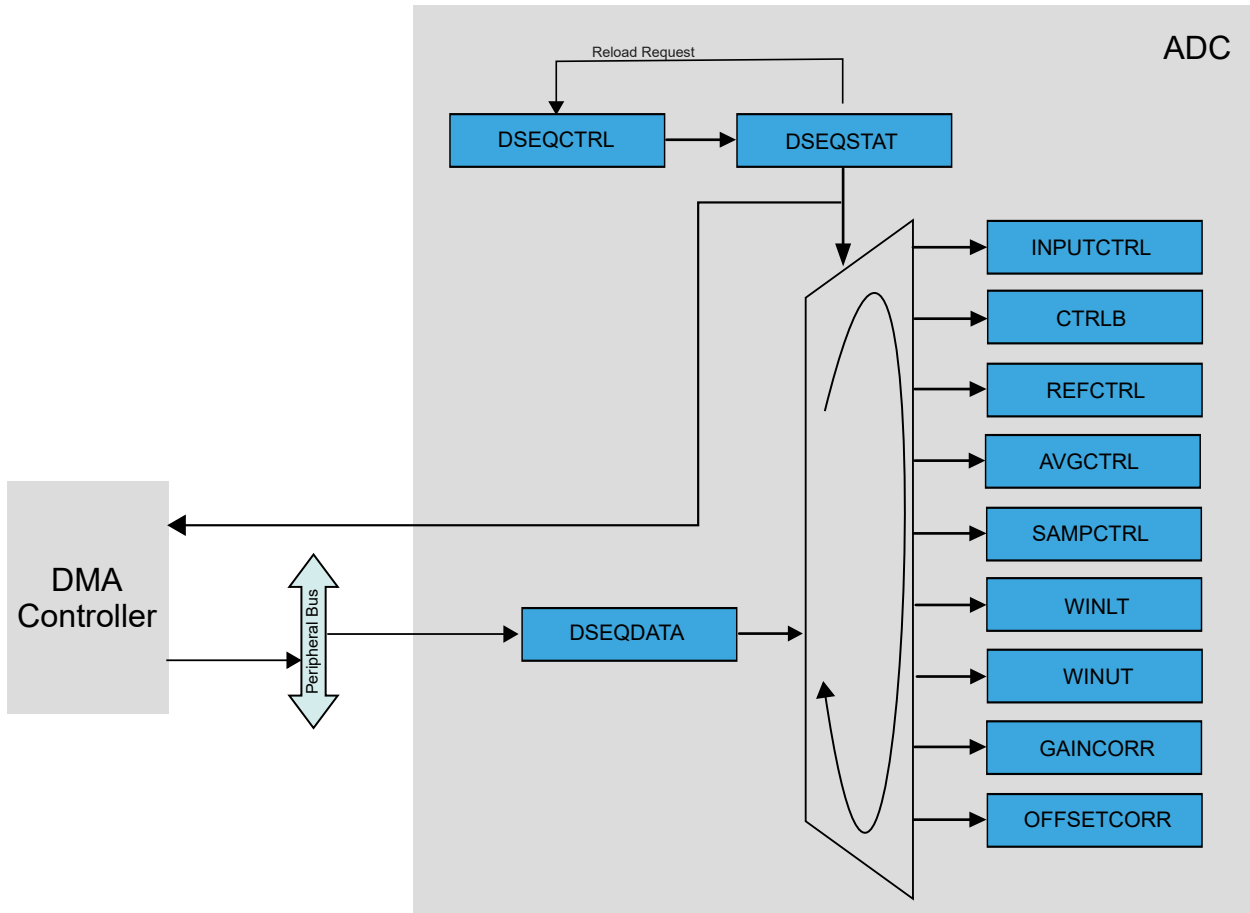 ADC
Reload Request
DSEQCTRL
DSEQSTAT
INPUTCTRL
CTRLB
REFCTRL
AVGCTRL
SAMPCTRL
WINLT
WINUT
GAINCORR
OFFSETCORR
DMA
Controller
Peripheral Bus
DSEQDATA